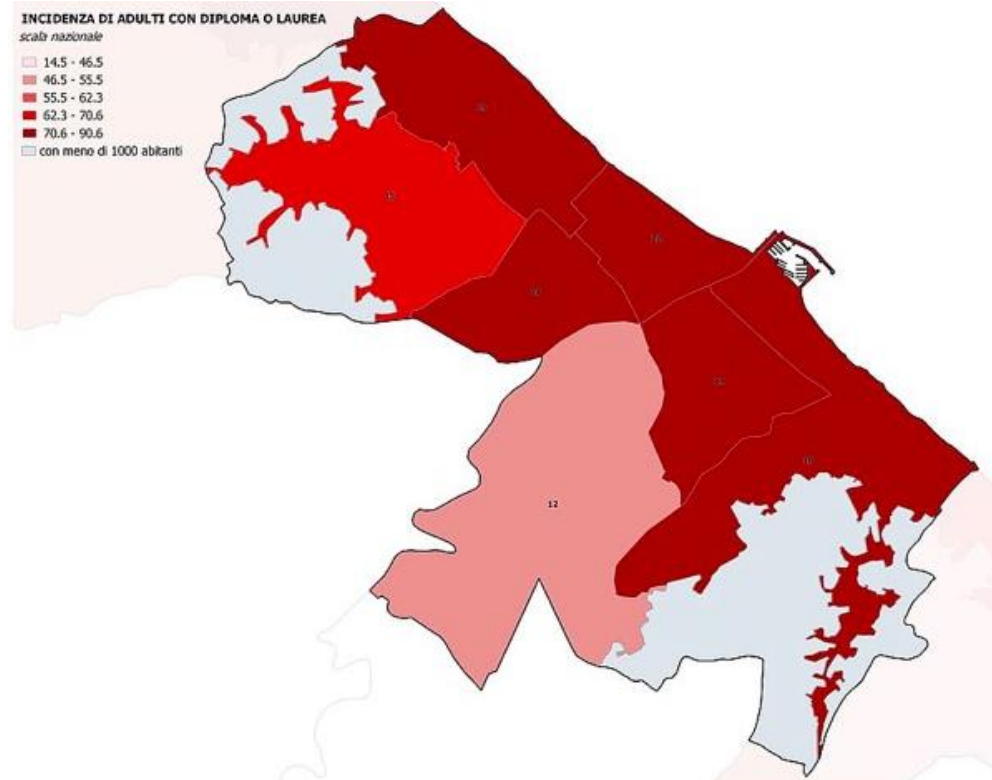 INCIDENZA DI ADULTI CON DIPLOMA O LAUREA
scala nazionale
14.5 - 46.5
46.5 - 55.5
55.5 - 62.3
62.3 - 70.6
70.6 - 90.6
con meno di 1000 abitanti
12